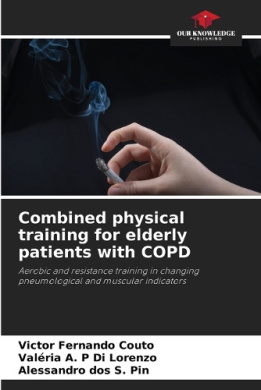 OUR KNOWLEDGE
PUBLISHING
Combined physical
training for elderly
patients with COPD
Aerobic and resistance training in changing
pneumological and muscular indicators
Victor Fernando Couto
Valéria A. P Di Lorenzo
Alessandro dos S. Pin